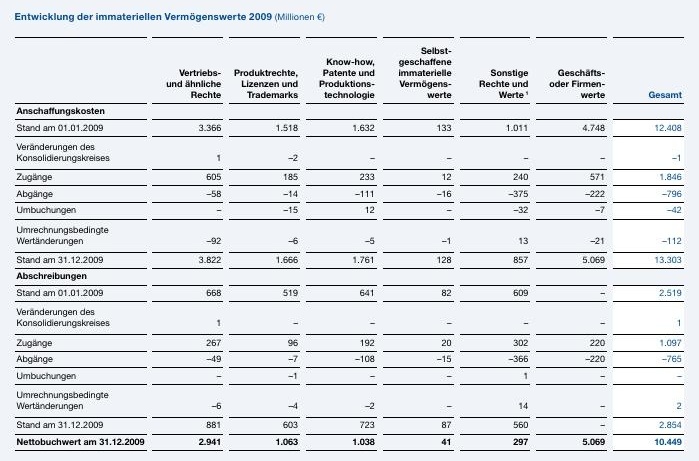 Entwicklung der immateriellen Vermögenswerte 2009 (Millionen €)
Vertriebs- und ähnliche Rechte | Produktrechte, Lizenzen und Trademarks | Know-how, Patente und Produktions- technologie | Selbst- geschaffene immaterielle Vermögens- werte | Sonstige Rechte und Werte ¹ | Geschäfts- oder Firmen- werte | Gesamt
Anschaffungskosten
Stand am 01.01.2009 3.366 1.518 1.632 133 1.011 4.748 12.408
Veränderungen des
Konsolidierungskreises 1 –2 – – – – –1
Zugänge 605 185 233 12 240 571 1.846
Abgänge –58 –14 –111 –16 –375 –222 –796
Umbuchungen – –15 12 – –32 –7 –42
Umrechnungsbedingte
Wertänderungen –92 –6 –5 –1 13 –21 –112
Stand am 31.12.2009 3.822 1.666 1.761 128 857 5.069 13.303
Abschreibungen
Stand am 01.01.2009 668 519 641 82 609 – 2.519
Veränderungen des
Konsolidierungskreises 1 – – – – – 1
Zugänge 267 96 192 20 302 220 1.097
Abgänge –49 –7 –108 –15 –366 –220 –765
Umbuchungen – –1 – – 1 – –
Umrechnungsbedingte
Wertänderungen –6 –4 –2 – 14 – 2
Stand am 31.12.2009 881 603 723 87 560 – 2.854
Nettobuchwert am 31.12.2009 2.941 1.063 1.038 41 297 5.069 10.449